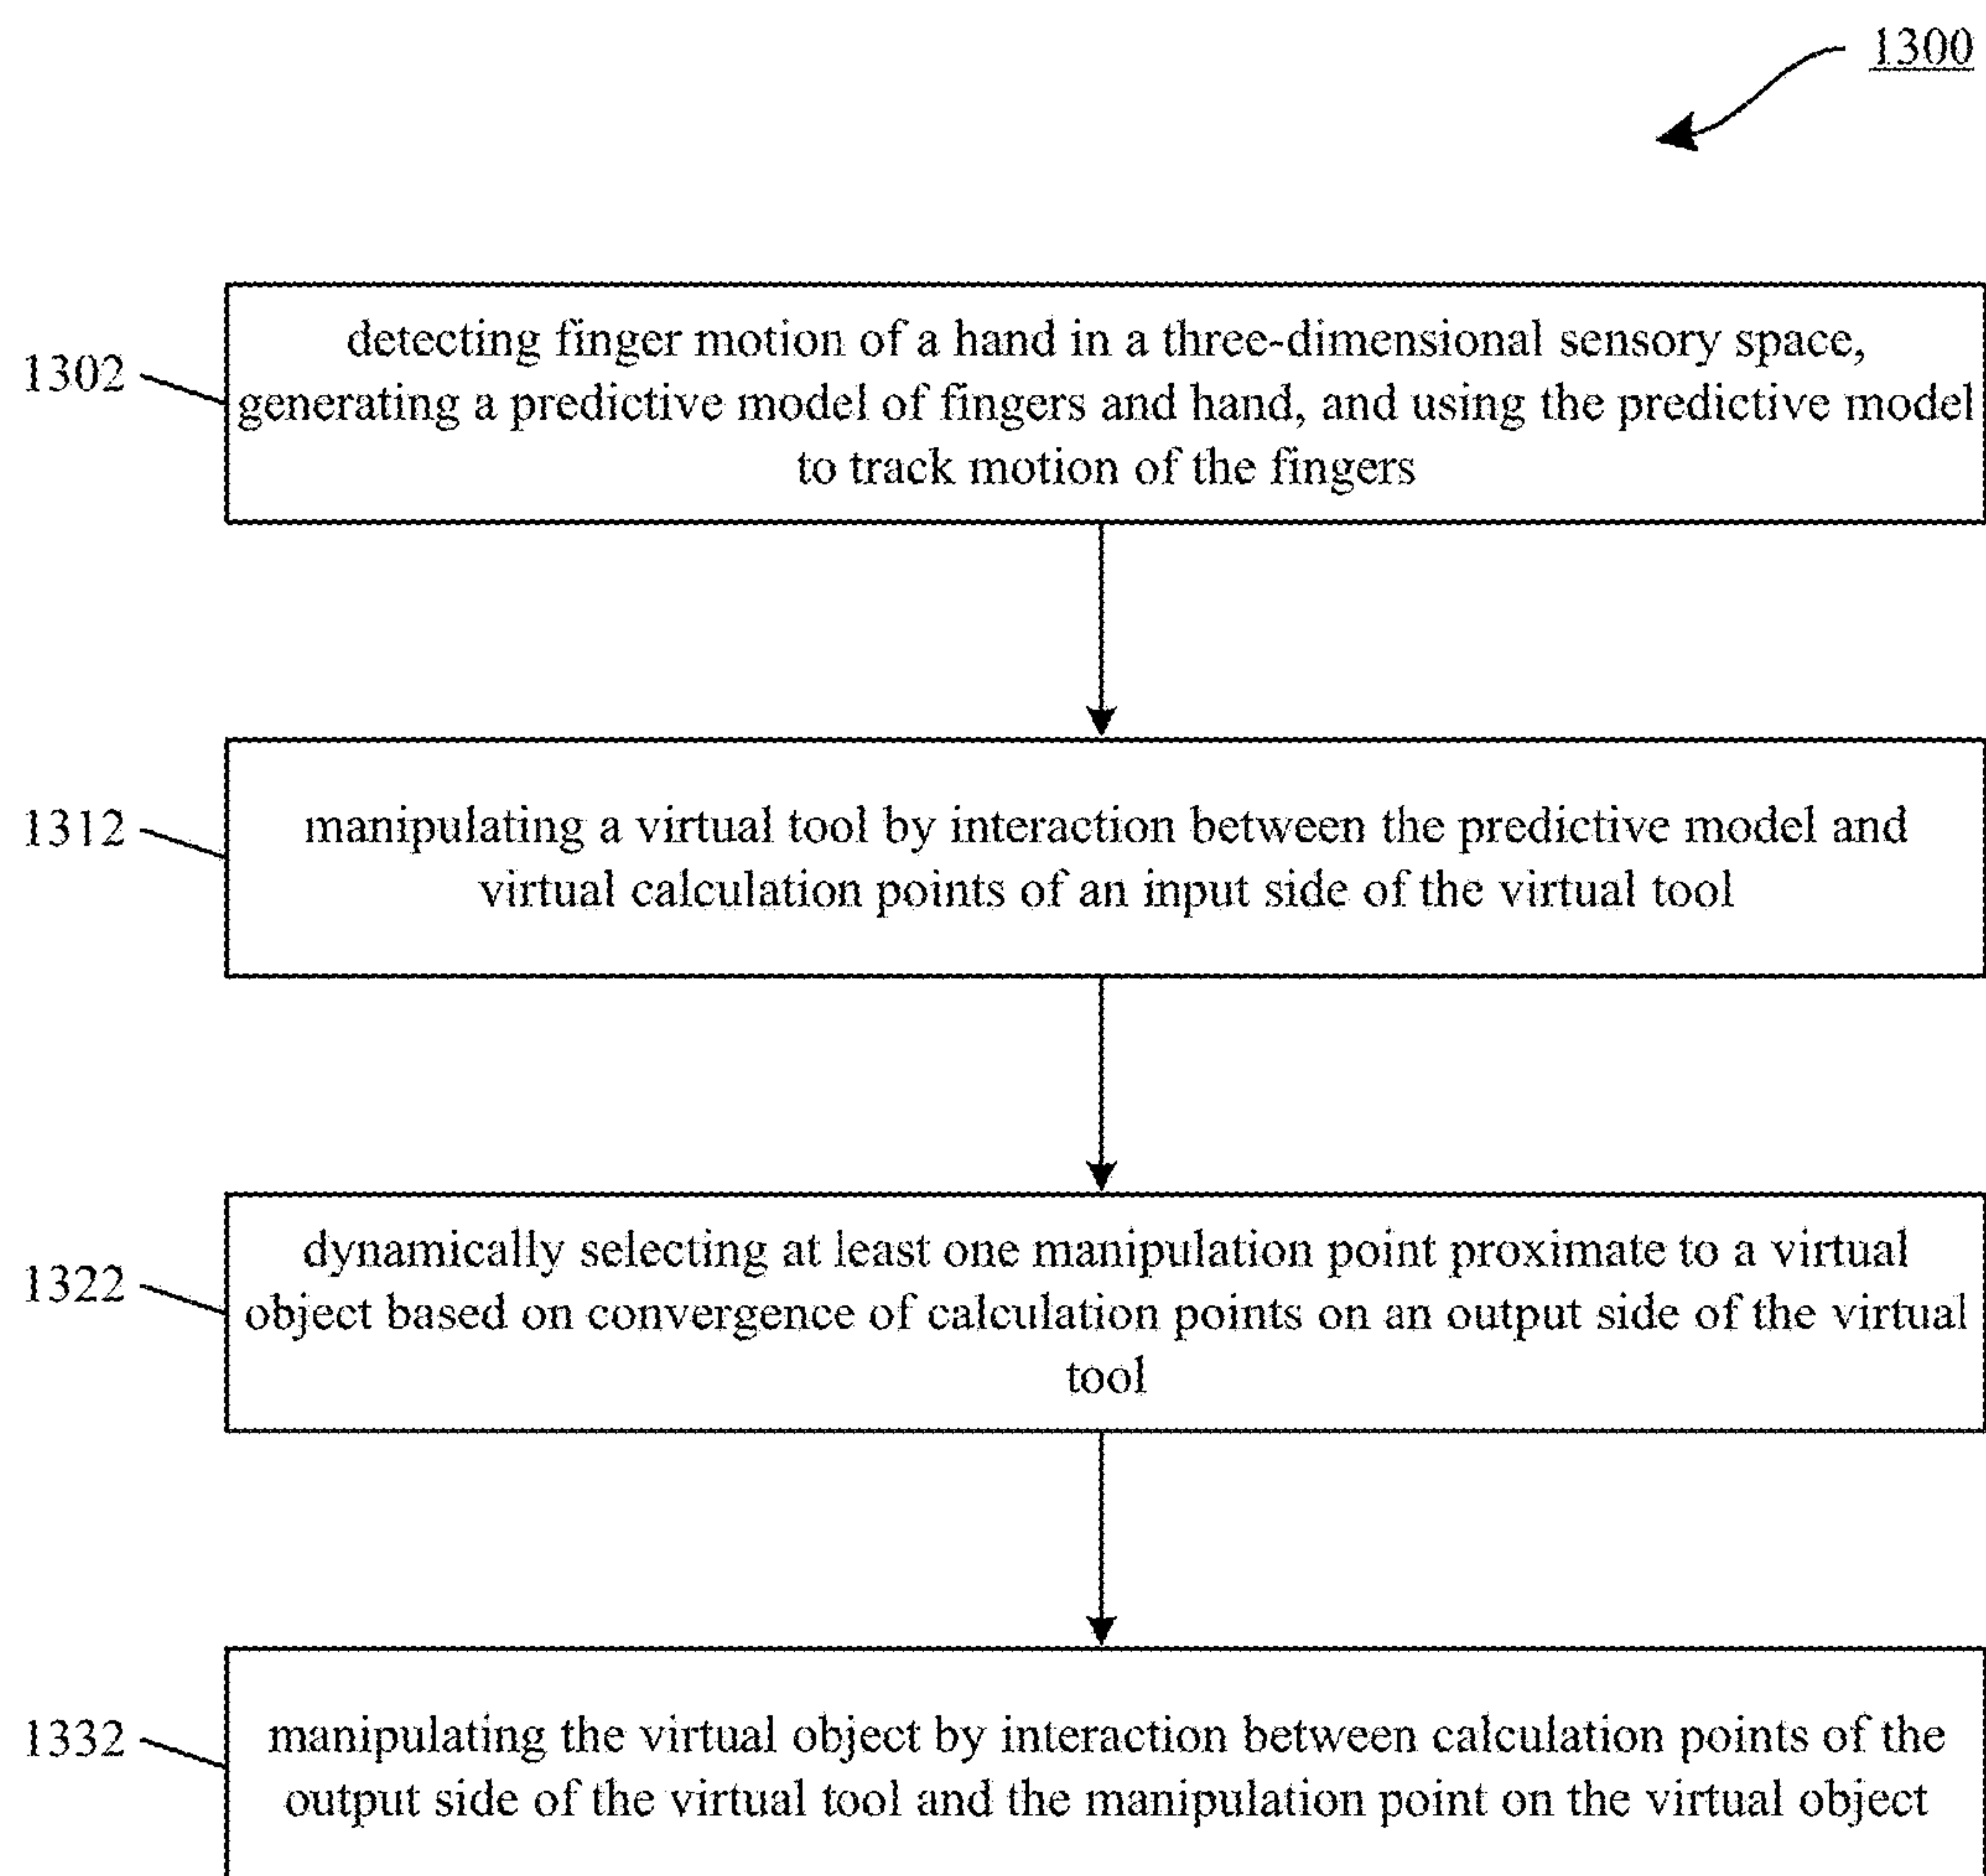 1300
1302
detecting finger motion of a hand in a three-dimensional sensory space,
generating a predictive model of fingers and hand, and using the predictive model
to track motion of the fingers
1312
manipulating a virtual tool by interaction between the predictive model and
virtual calculation points of an input side of the virtual tool
1322
dynamically selecting at least one manipulation point proximate to a virtual
object based on convergence of calculation points on an output side of the virtual
tool
1332
manipulating the virtual object by interaction between calculation points of the
output side of the virtual tool and the manipulation point on the virtual object